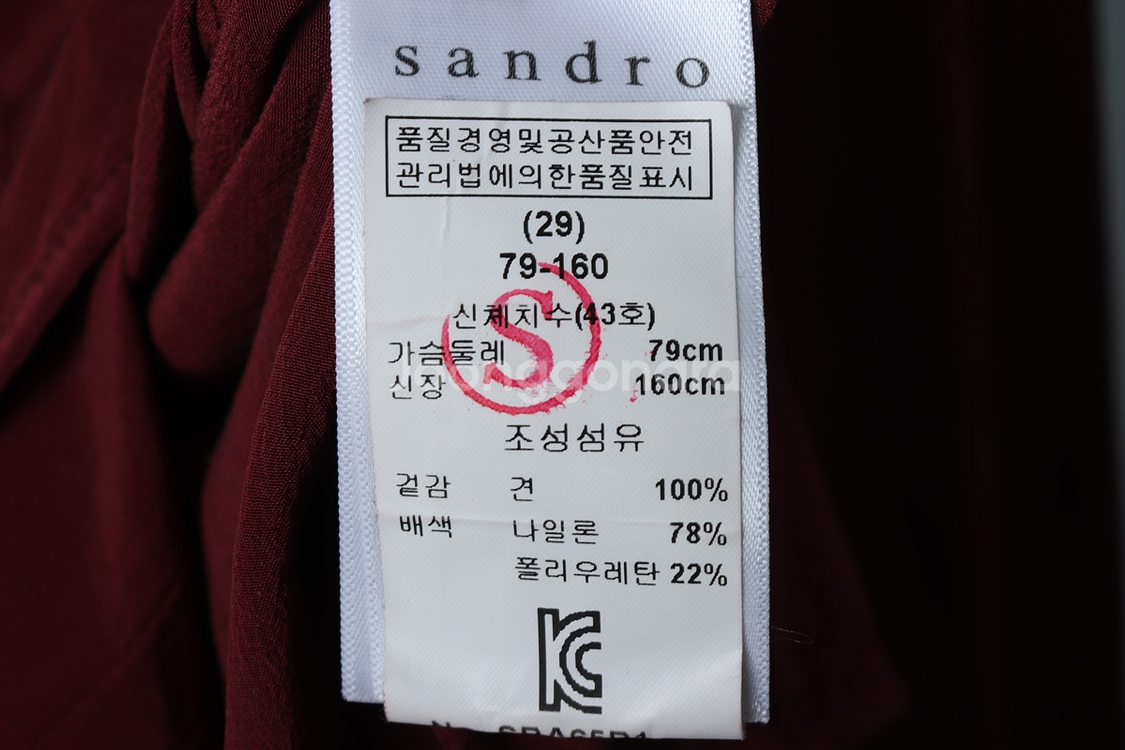 sandro
품질경영및공산품안전
관리법에의한품질표시
(29)
79-160
신체치수(43호)
S
가슴둘레 79cm
신장 160cm
joonggonara
조성섬유
겉감 견 100%
배색 나일론 78%
폴리우레탄 22%
KC